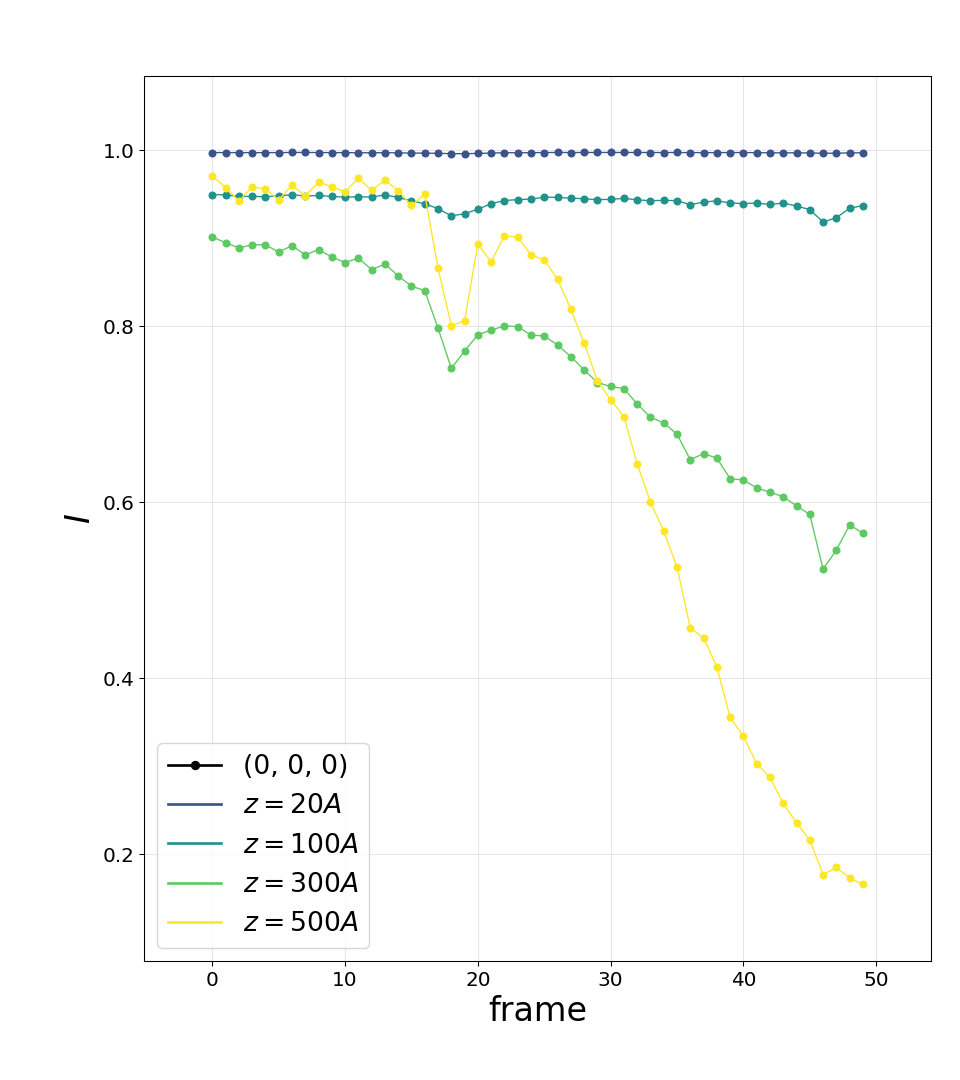 1.0
0.8
0.6
0.4
0.2
I
(0, 0, 0)
z = 20A
z = 100A
z = 300A
z = 500A
0 10 20 30 40 50
frame